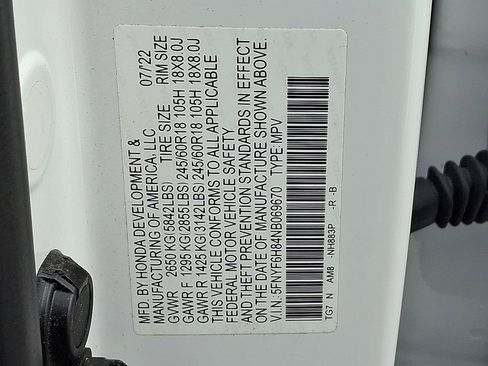 MFD. BY HONDA DEVELOPMENT &
MANUFACTURING OF AMERICA, LLC 07/'22
TIRE SIZE RIM SIZE
GVWR 2650 KG(5842LBS)
GAWR F 1295 KG(2855LBS) 245/60R18 105H 18X8.0J
GAWR R 1425 KG(3142LBS) 245/60R18 105H 18X8.0J
THIS VEHICLE CONFORMS TO ALL APPLICABLE
FEDERAL MOTOR VEHICLE SAFETY
AND THEFT PREVENTION STANDARDS IN EFFECT
ON THE DATE OF MANUFACTURE SHOWN ABOVE.
V.I.N.: 5FNYF6H84NB069670 TYPE: MPV
TG7 N AM8 -NH883P -R -B